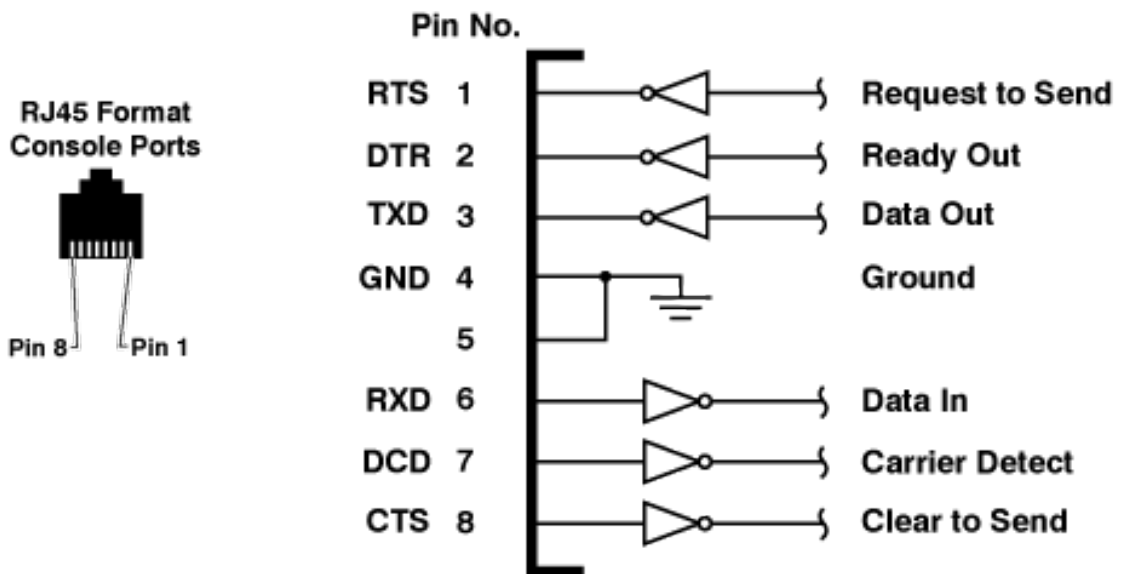 Pin No.
RJ45 Format
Console Ports
Pin 8
Pin 1
RTS 1 Request to Send
DTR 2 Ready Out
TXD 3 Data Out
GND 4 Ground
5
RXD 6 Data In
DCD 7 Carrier Detect
CTS 8 Clear to Send